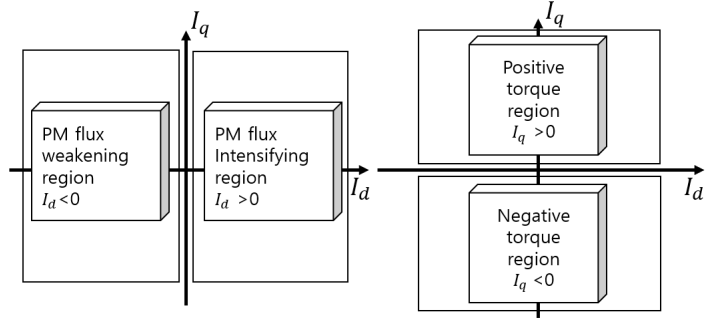 I_q
PM flux
weakening
region
I_d <0
PM flux
Intensifying
region
I_d >0
I_d
I_q
Positive
torque
region
I_q >0
I_d
Negative
torque
region
I_q <0